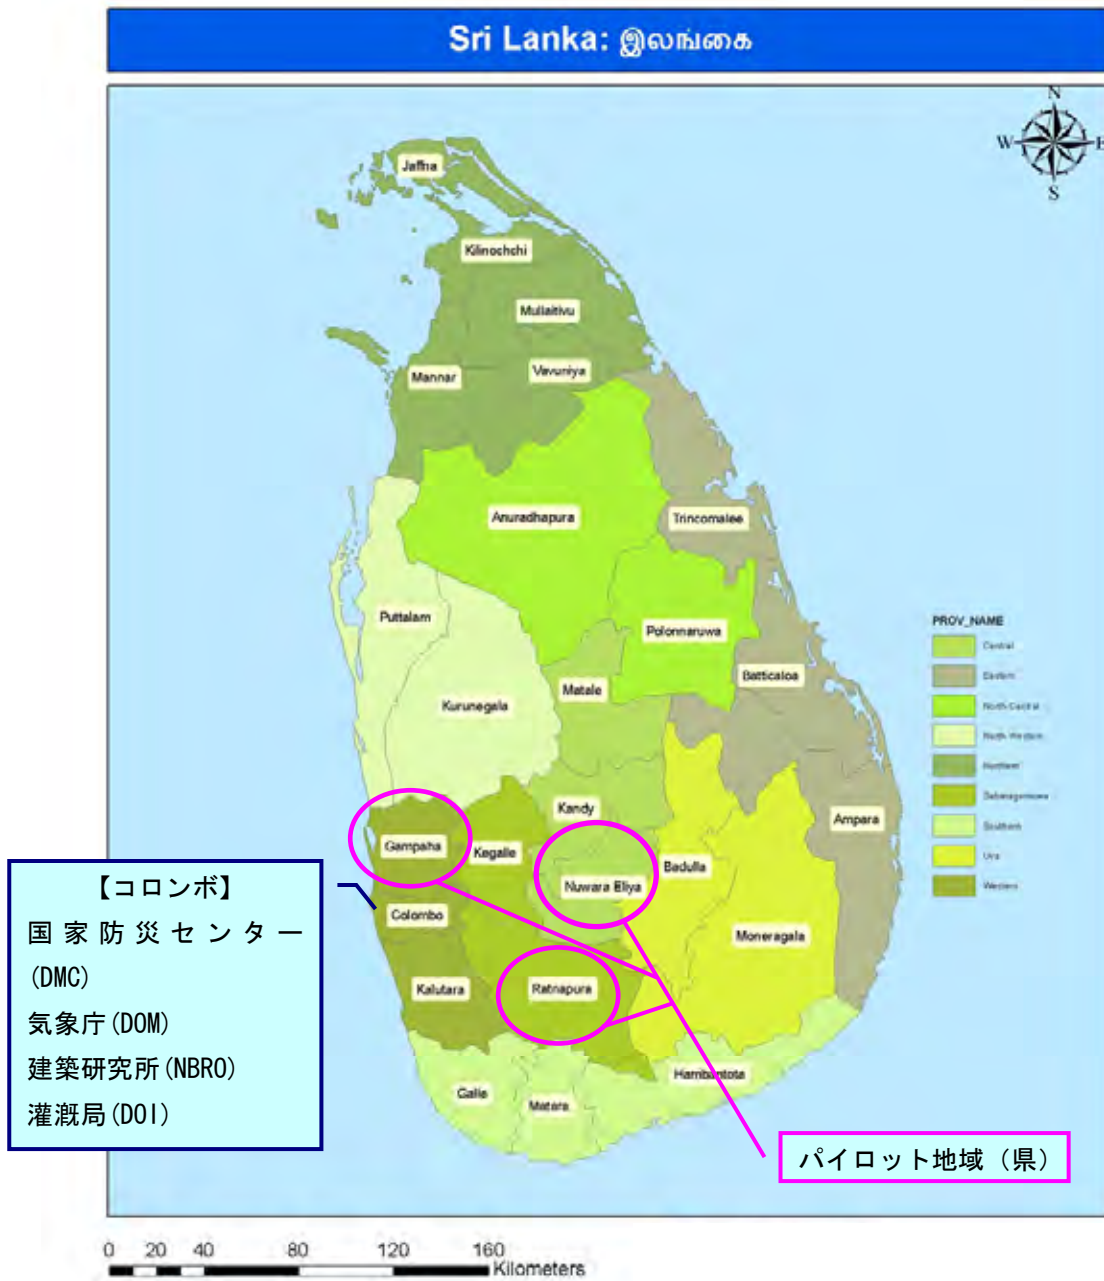 Sri Lanka: இலங்கை
N
W
E
S
Jaffna
Kilinochchi
Mullaitivu
Mannar
Vavuniya
Anuradhapura
Trincomalee
Puttalam
Polonnaruwa
Batticaloa
Matale
Kurunegala
Kandy
Ampara
Gampaha
Kegalle
Badulla
Nuwara Eliya
Colombo
Moneragala
Kalutara
Ratnapura
Hambantota
Galle
Matara
PROV_NAME
Central
Eastern
North Central
North Western
Northern
Sabaragamuwa
Southern
Uva
Western
【コロンボ】
国家防災センター
(DMC)
気象庁(DOM)
建築研究所(NBRO)
灌漑局(DOI)
パイロット地域（県）
0 20 40 80 120 160
Kilometers